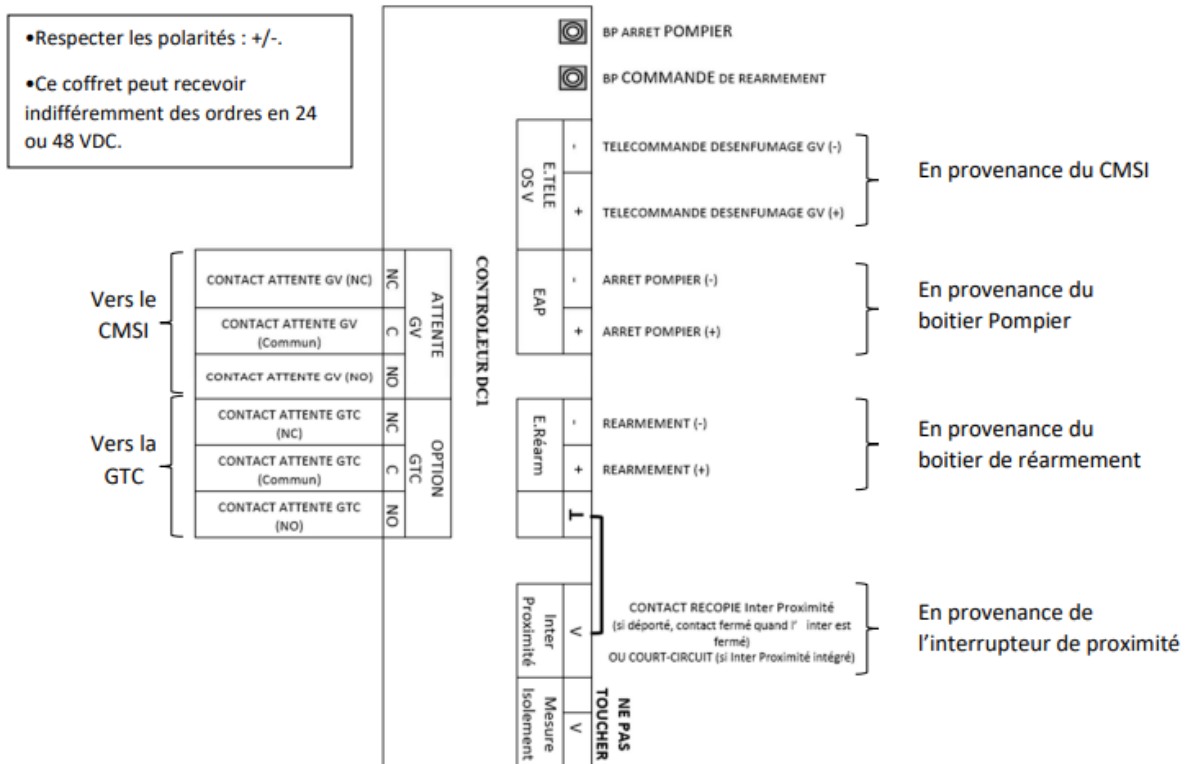 •Respecter les polarités : +/-.
•Ce coffret peut recevoir
indifféremment des ordres en 24
ou 48 VDC.
BP ARRET POMPIER
BP COMMANDE DE REARMEMENT
E.TELE
OS V
-
TELECOMMANDE DESENFUMAGE GV (-)
+
TELECOMMANDE DESENFUMAGE GV (+)
En provenance du CMSI
EAP
-
ARRET POMPIER (-)
+
ARRET POMPIER (+)
En provenance du
boitier Pompier
CONTROLEUR DC1
Vers le
CMSI
CONTACT ATTENTE GV (NC)
NC
CONTACT ATTENTE GV
(Commun)
C
CONTACT ATTENTE GV (NO)
NO
ATTENTE
GV
Vers la
GTC
CONTACT ATTENTE GTC
(NC)
NC
CONTACT ATTENTE GTC
(Commun)
C
CONTACT ATTENTE GTC
(NO)
NO
OPTION
GTC
E.Réarm
-
REARMEMENT (-)
+
REARMEMENT (+)
En provenance du
boitier de réarmement
Inter
Proximité
V
CONTACT RECOPIE Inter Proximité
(si déporté, contact fermé quand l' inter est
fermé)
OU COURT-CIRCUIT (si Inter Proximité intégré)
En provenance de
l'interrupteur de proximité
Mesure
Isolement
V
NE PAS
TOUCHER